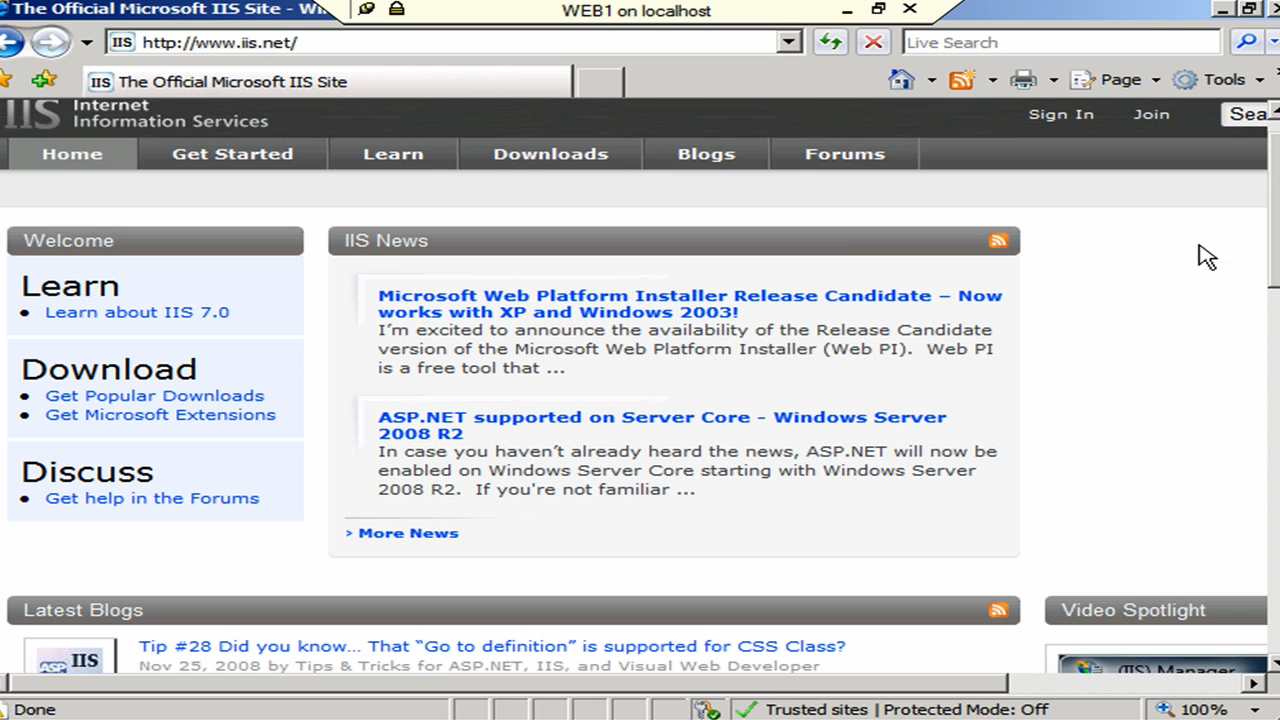 The Official Microsoft IIS Site - Wi
WEB1 on localhost
IIS http://www.iis.net/
Live Search
IIS The Official Microsoft IIS Site
Page
Tools
IIS Internet Information Services
Sign In
Join
Sea
Home
Get Started
Learn
Downloads
Blogs
Forums
Welcome
Learn
Learn about IIS 7.0
Download
Get Popular Downloads
Get Microsoft Extensions
Discuss
Get help in the Forums
IIS News
Microsoft Web Platform Installer Release Candidate – Now
works with XP and Windows 2003!
I’m excited to announce the availability of the Release Candidate
version of the Microsoft Web Platform Installer (Web PI). Web PI
is a free tool that ...
ASP.NET supported on Server Core - Windows Server
2008 R2
In case you haven’t already heard the news, ASP.NET will now be
enabled on Windows Server Core starting with Windows Server
2008 R2. If you're not familiar ...
› More News
Latest Blogs
ASP IIS
Tip #28 Did you know... That “Go to definition” is supported for CSS Class?
Nov 25, 2008 by Tips & Tricks for ASP.NET, IIS, and Visual Web Developer
Video Spotlight
(IIS) Manager
Done
Trusted sites | Protected Mode: Off
100%